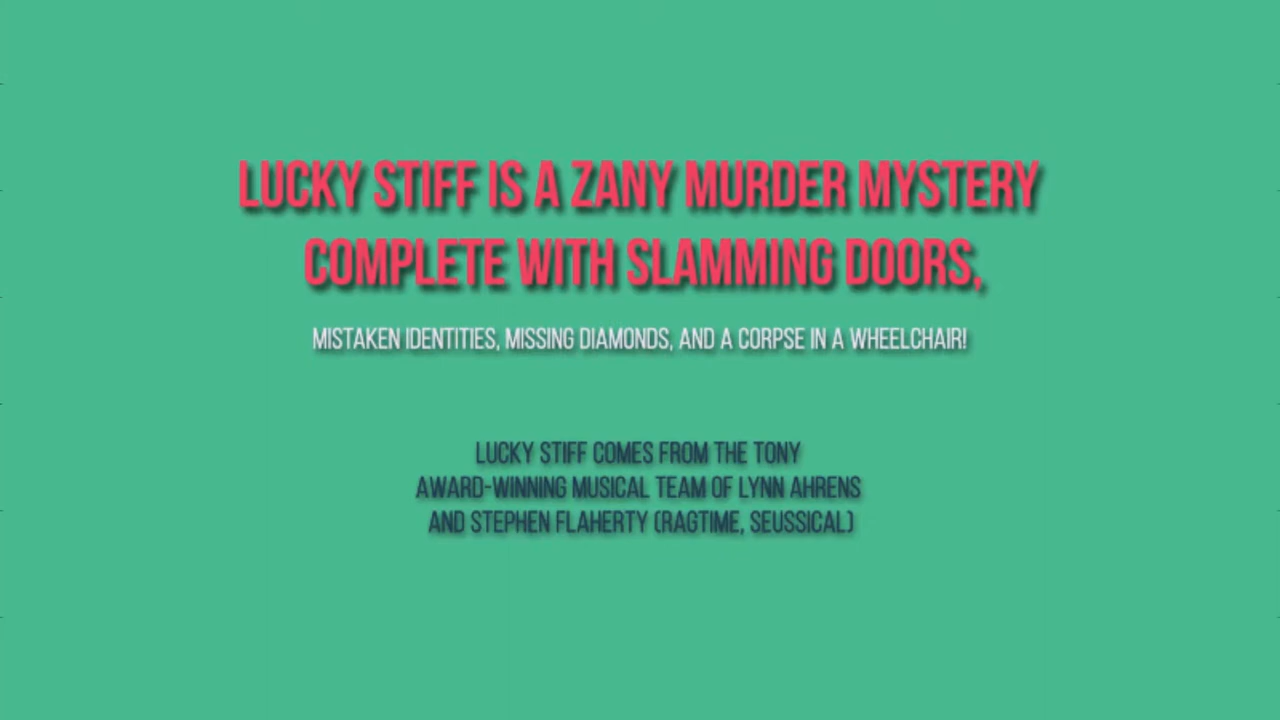 LUCKY STIFF IS A ZANY MURDER MYSTERY
COMPLETE WITH SLAMMING DOORS,
MISTAKEN IDENTITIES, MISSING DIAMONDS, AND A CORPSE IN A WHEELCHAIR!
LUCKY STIFF COMES FROM THE TONY
AWARD-WINNING MUSICAL TEAM OF LYNN AHRENS
AND STEPHEN FLAHERTY (RAGTIME, SEUSSICAL)